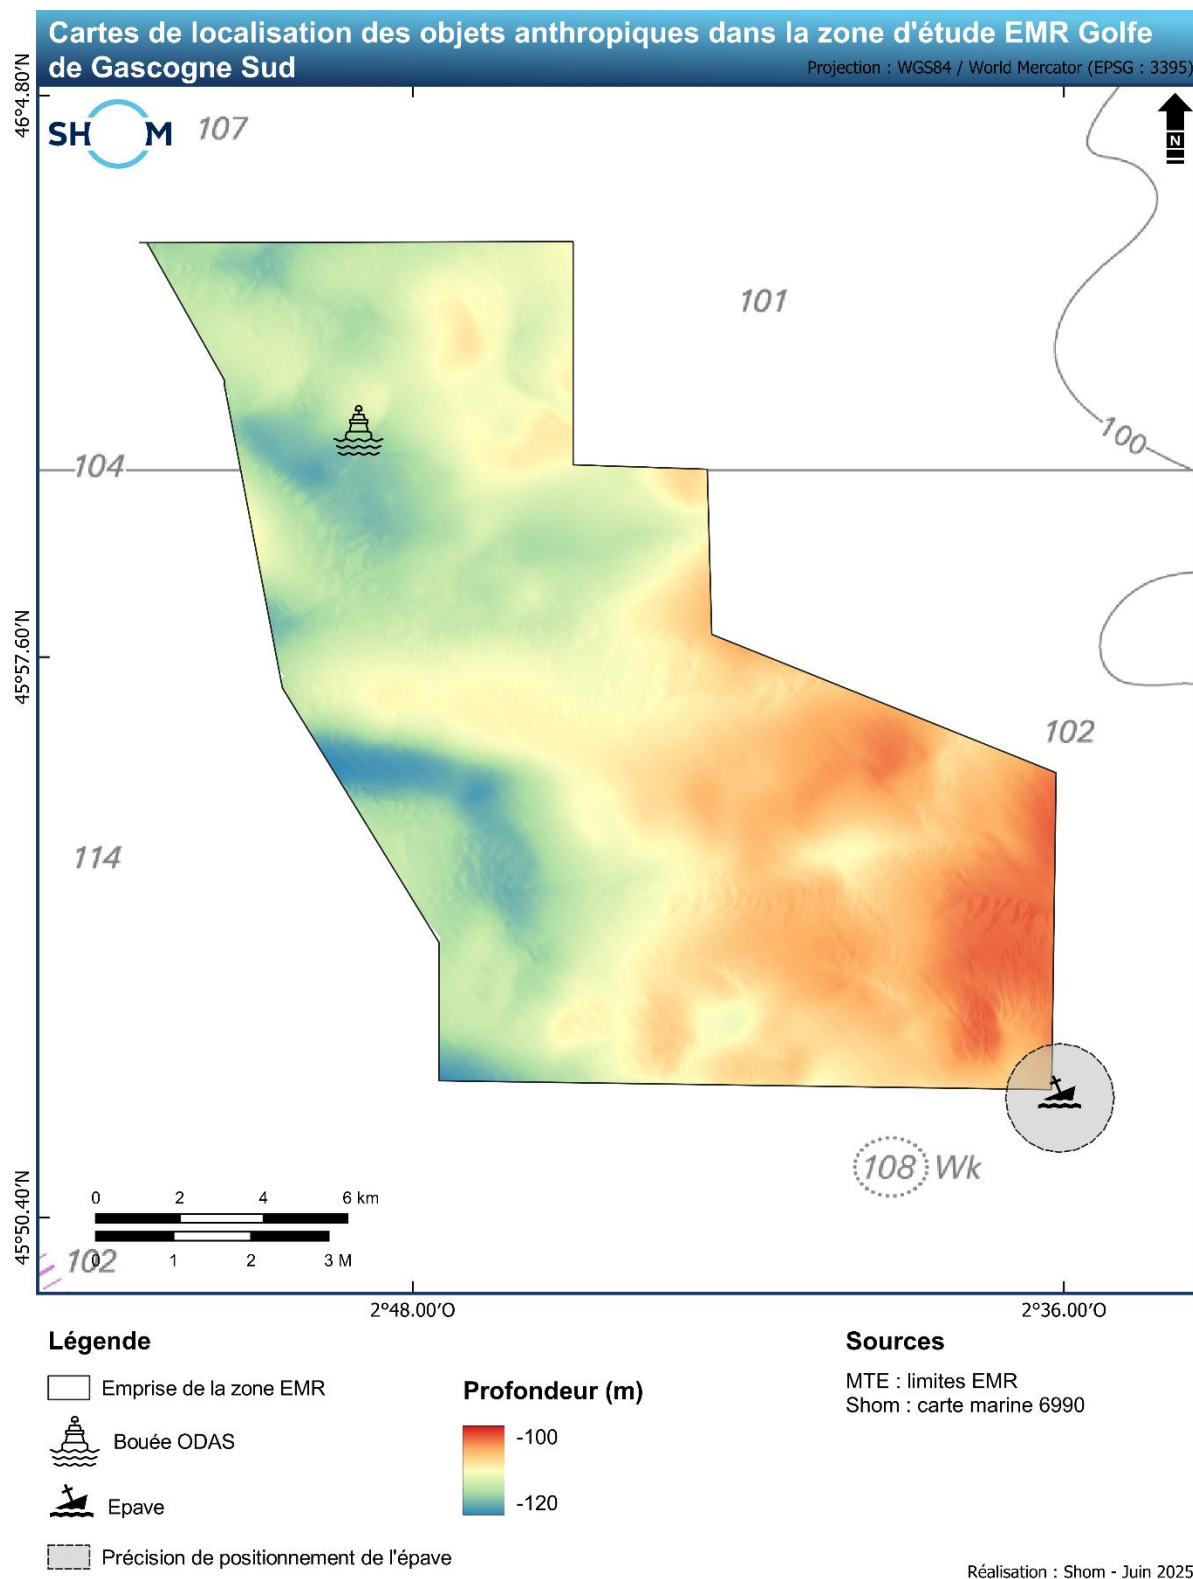 Cartes de localisation des objets anthropiques dans la zone d'étude EMR Golfe
de Gascogne Sud
Projection : WGS84 / World Mercator (EPSG : 3395)
46°4.80'N
SHOM
107
N
101
100
104
45°57.60'N
102
114
108 Wk
45°50.40'N
0 2 4 6 km
0 1 2 3 M
102
2°48.00'O
2°36.00'O
Légende
Emprise de la zone EMR
Bouée ODAS
Epave
Précision de positionnement de l'épave
Profondeur (m)
-100
-120
Sources
MTE : limites EMR
Shom : carte marine 6990
Réalisation : Shom - Juin 2025